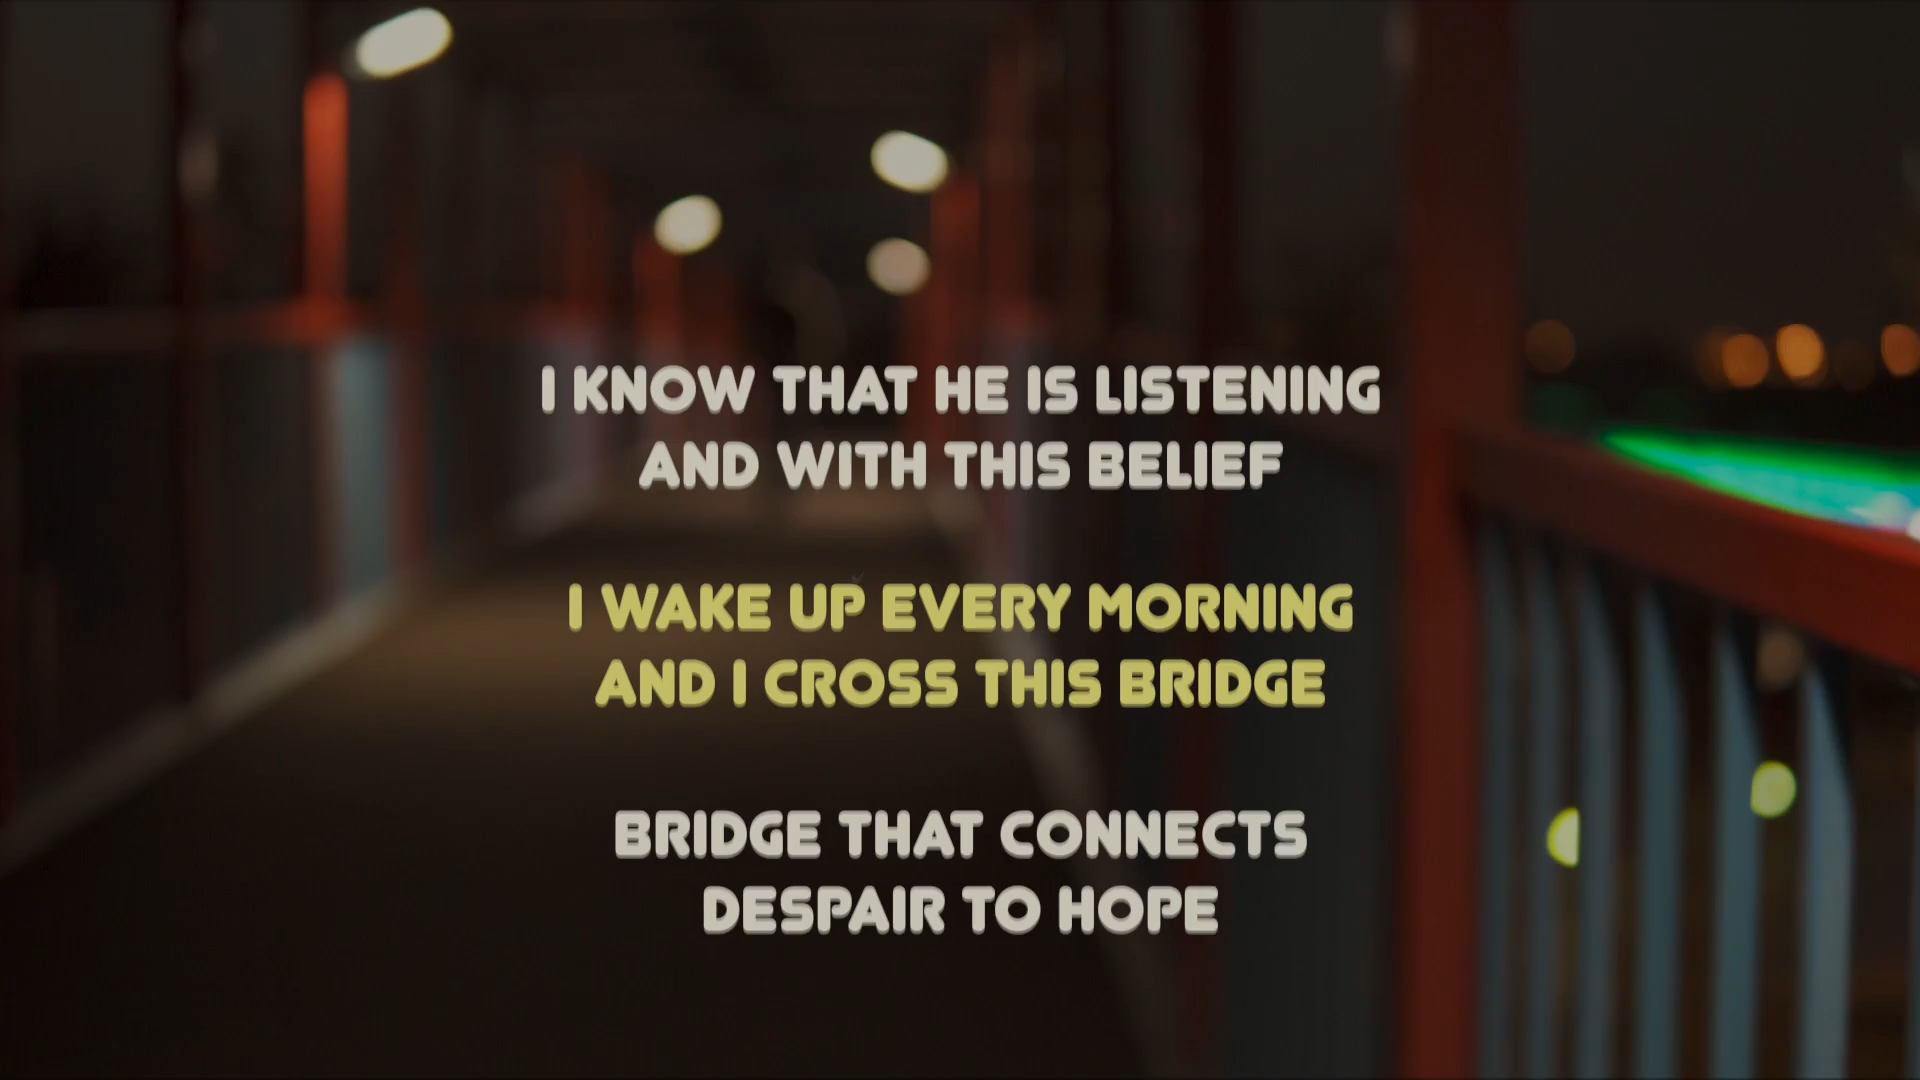 I KNOW THAT HE IS LISTENING
AND WITH THIS BELIEF
I WAKE UP EVERY MORNING
AND I CROSS THIS BRIDGE
BRIDGE THAT CONNECTS
DESPAIR TO HOPE